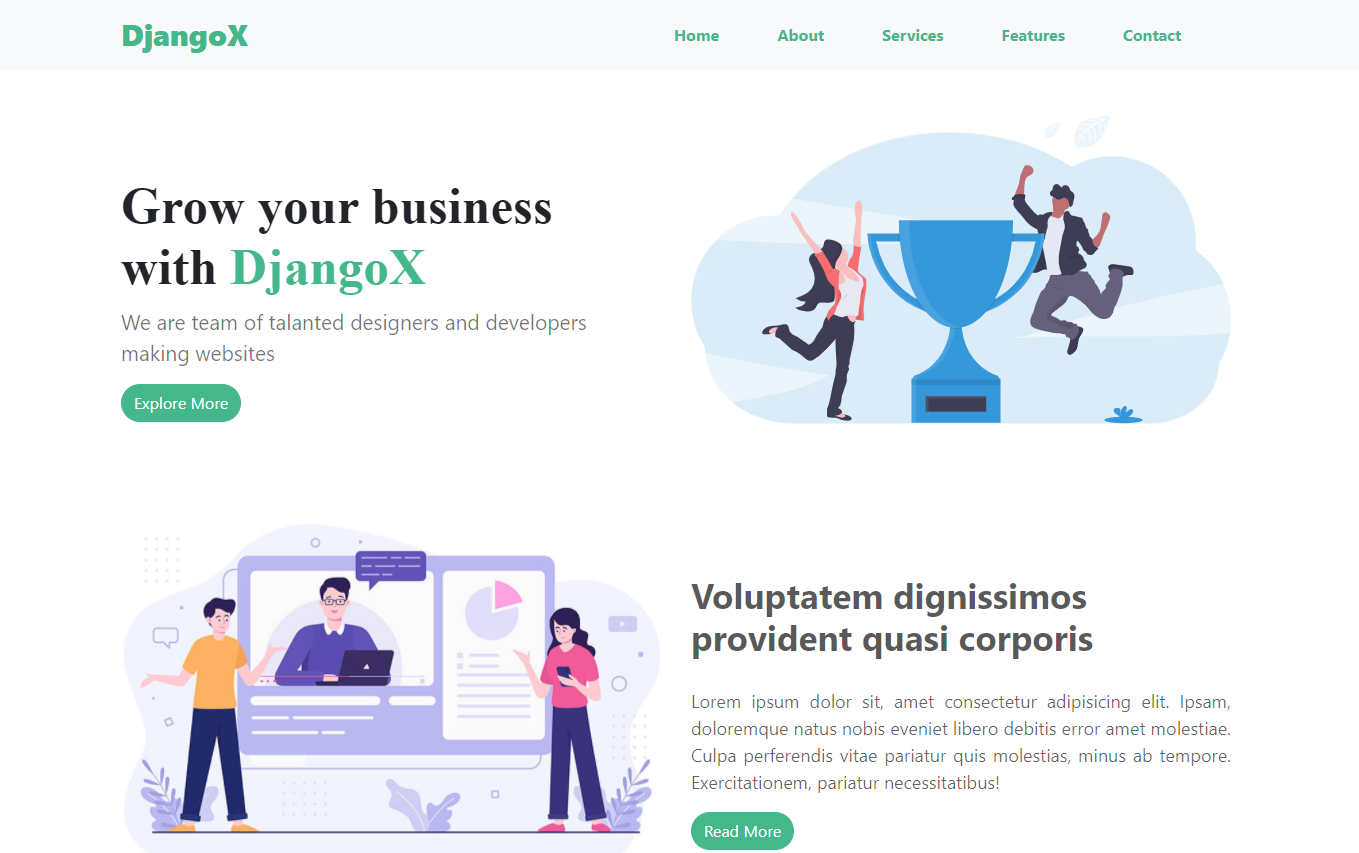 DjangoX
Home
About
Services
Features
Contact
Grow your business
with DjangoX
We are team of talanted designers and developers
making websites
Explore More
Voluptatem dignissimos
provident quasi corporis
Lorem ipsum dolor sit, amet consectetur adipisicing elit. Ipsam,
doloremque natus nobis eveniet libero debitis error amet molestiae.
Culpa perferendis vitae pariatur quis molestias, minus ab tempore.
Exercitationem, pariatur necessitatibus!
Read More